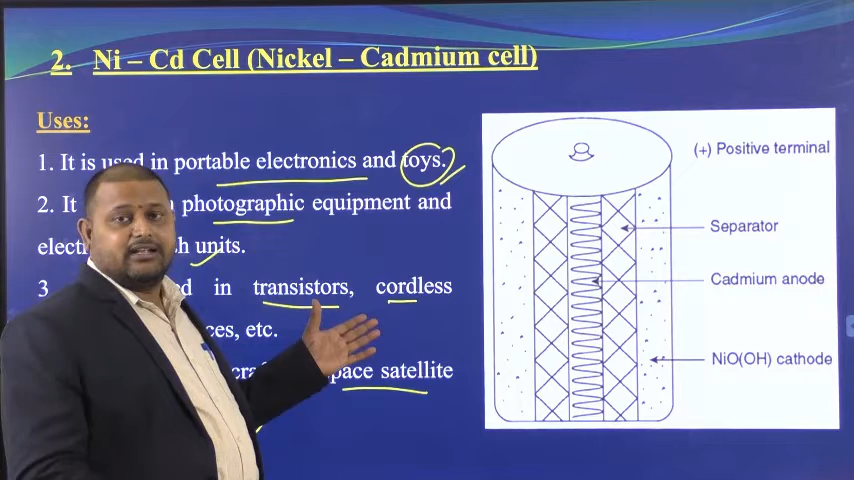 2. Ni – Cd Cell (Nickel – Cadmium cell)
Uses:
1. It is used in portable electronics and toys.
2. It photographic equipment and
units.
3 in transistors, cordless
etc.
space satellite
(+) Positive terminal
Separator
Cadmium anode
NiO(OH) cathode